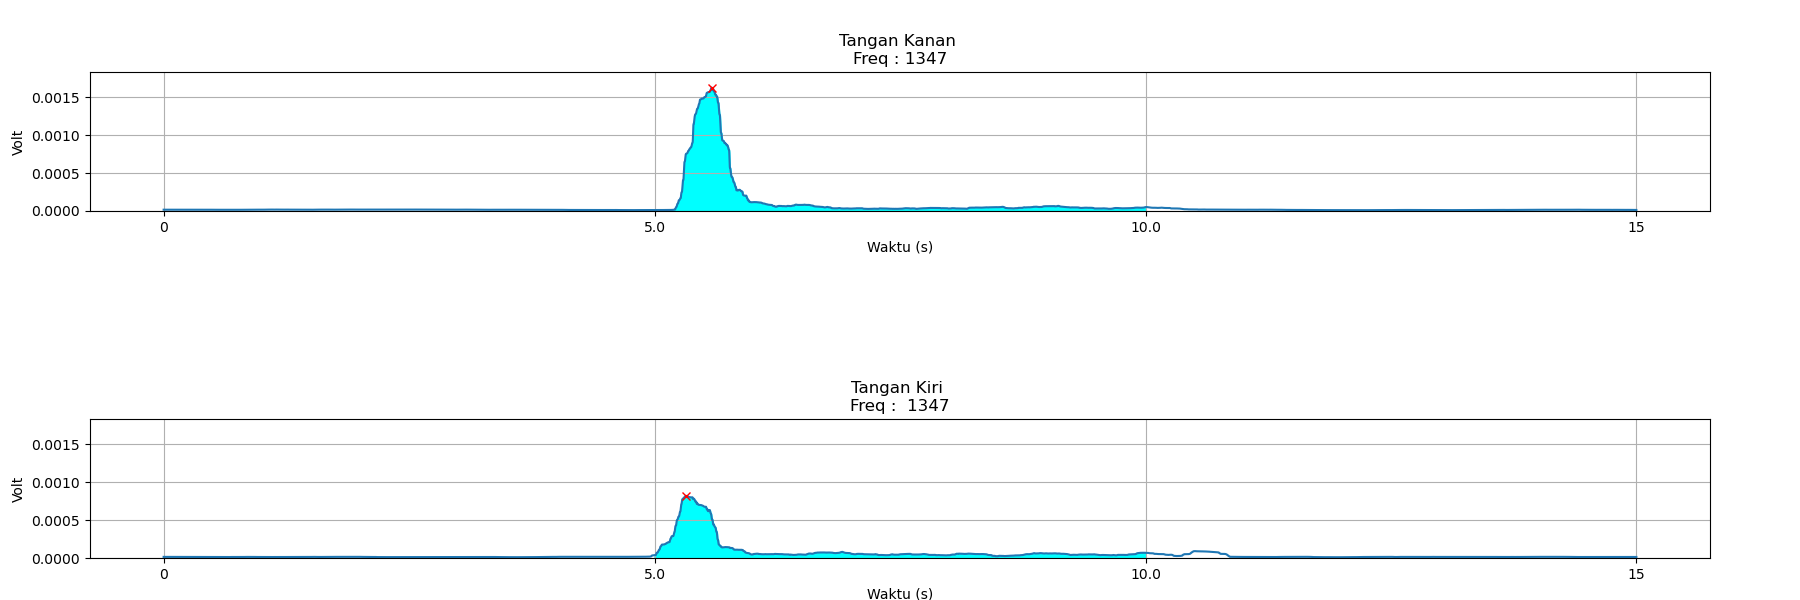 Tangan Kanan
Freq : 1347
0.0015
0.0010
0.0005
0.0000
Volt
0 5.0 10.0 15
Waktu (s)
Tangan Kiri
Freq :  1347
0.0015
0.0010
0.0005
0.0000
Volt
0 5.0 10.0 15
Waktu (s)